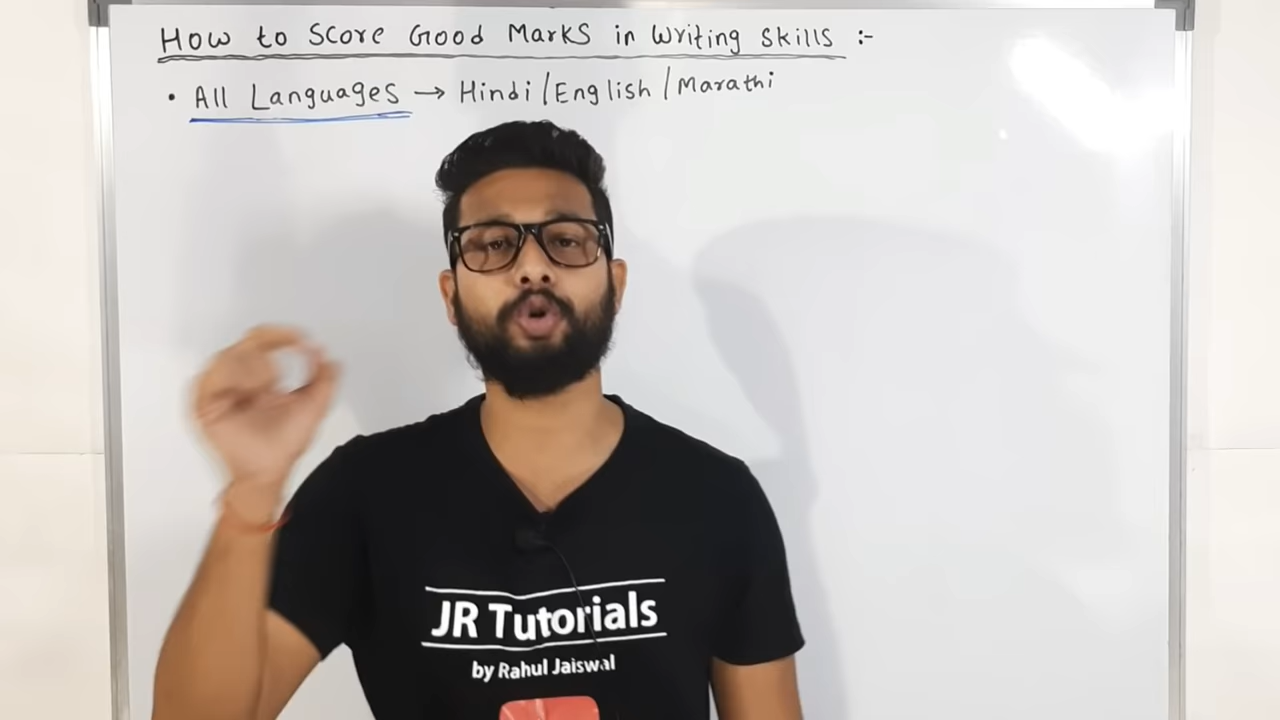 How to Score Good Marks in Writing Skills :-
• All Languages → Hindi/English/Marathi
JR Tutorials
by Rahul Jaiswal